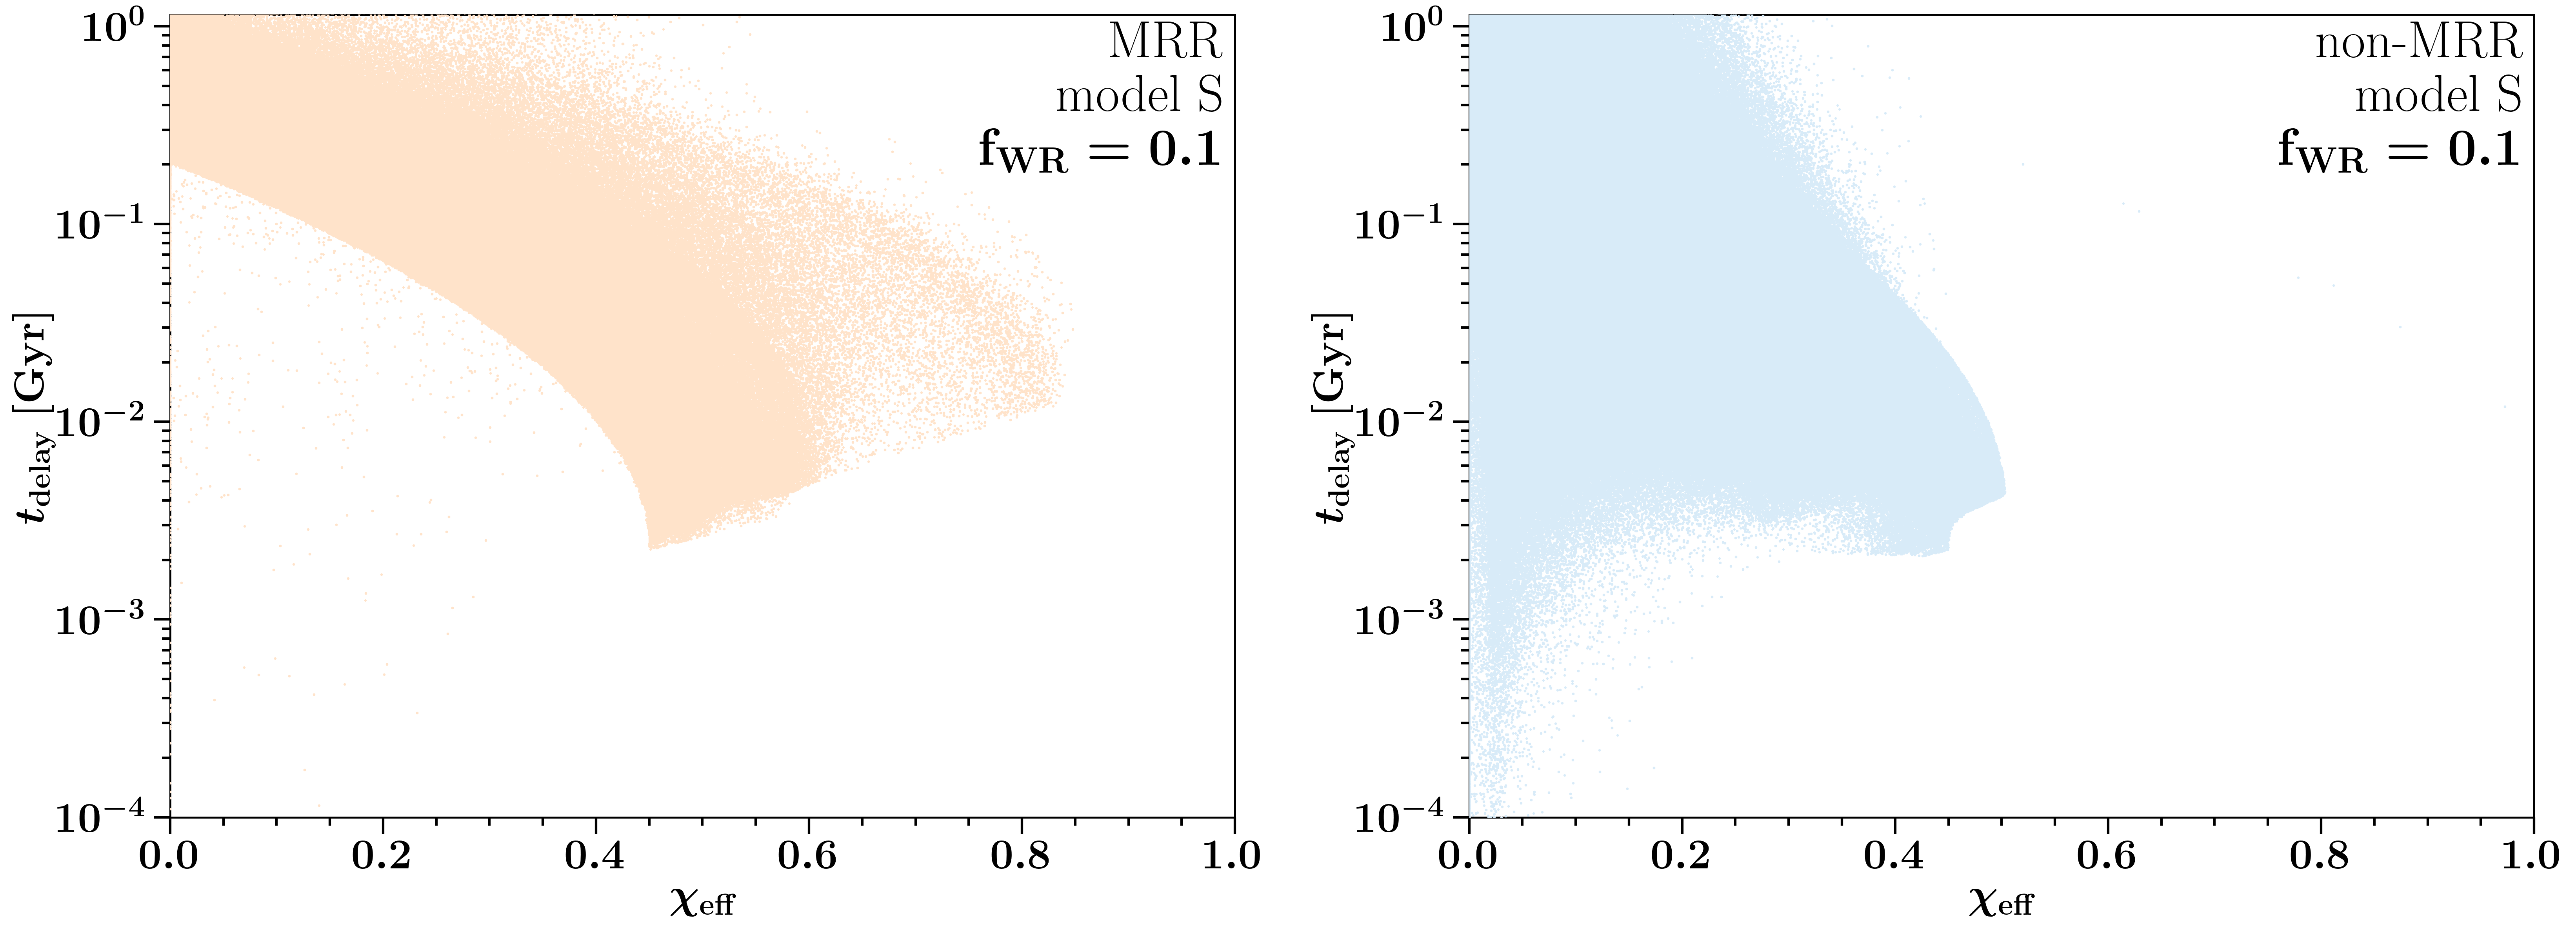 MRR
model S
f_WR = 0.1
10^0
10^-1
10^-2
10^-3
10^-4
t_delay [Gyr]
0.0 0.2 0.4 0.6 0.8 1.0
χ_eff
non-MRR
model S
f_WR = 0.1
10^0
10^-1
10^-2
10^-3
10^-4
t_delay [Gyr]
0.0 0.2 0.4 0.6 0.8 1.0
χ_eff